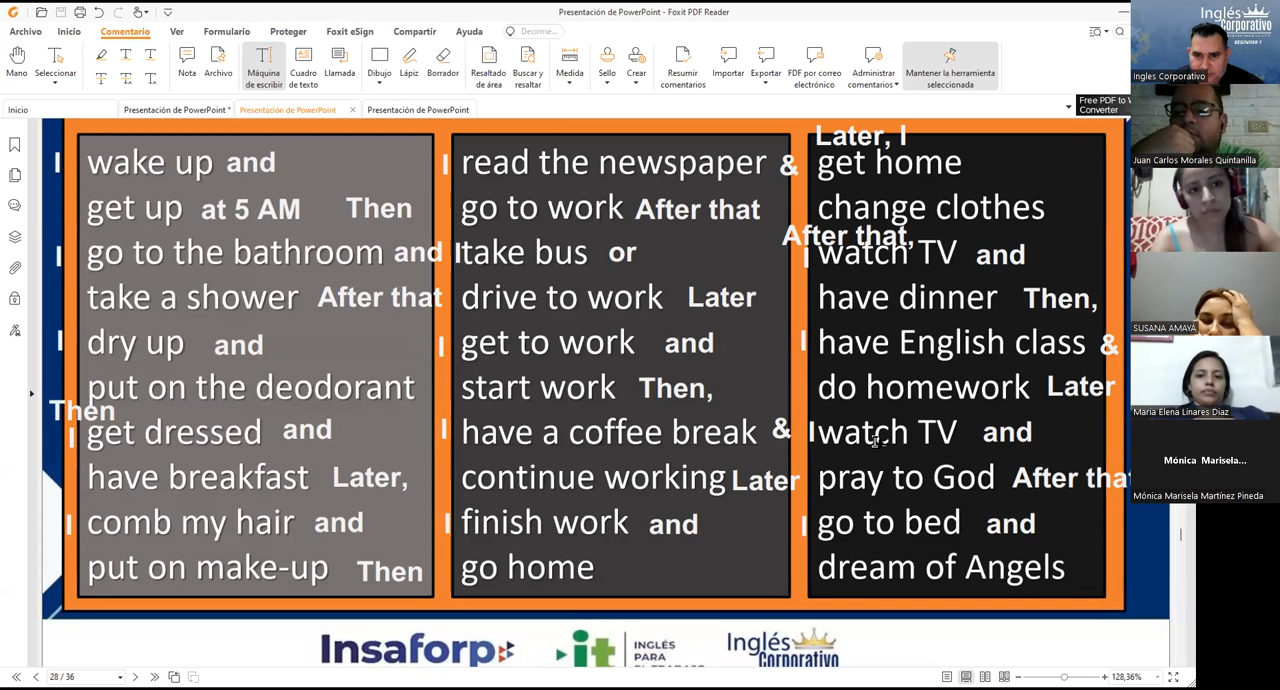 Presentación de PowerPoint - Foxit PDF Reader
Archivo Inicio Comentario Ver Formulario Proteger Foxit eSign Compartir Ayuda Decirme...
Mano Seleccionar Nota Archivo Máquina de escribir Cuadro de texto Llamada Dibujo Lápiz Borrador Resaltado de área Buscar y resaltar Medida Sello Crear Resumir comentarios Importar Exportar PDF por correo electrónico Administrar comentarios Mantener la herramienta seleccionada
Inicio Presentación de PowerPoint * Presentación de PowerPoint Presentación de PowerPoint
Free PDF to W
Converter
I wake up and
get up at 5 AM Then
I go to the bathroom and
take a shower After that
I dry up and
put on the deodorant
Then
I get dressed and
have breakfast Later,
I comb my hair and
put on make-up Then
I read the newspaper &
go to work After that
I take bus or
drive to work Later
I get to work and
start work Then,
I have a coffee break &
continue working Later
I finish work and
go home
Later, I
get home
change clothes
After that,
I watch TV and
have dinner Then,
I have English class &
do homework Later
I watch TV and
pray to God After that
I go to bed and
dream of Angels
Insaforp
it INGLÉS
PARA
EL TRABAJO
Inglés
Corporativo
28 / 36
128,36%
Inglés
Corporativo
BEGINNER 1
Ingles Corporativo
Juan Carlos Morales Quintanilla
SUSANA AMAYA
María Elena Linares Diaz
Mónica Marisela...
Mónica Marisela Martínez Pineda